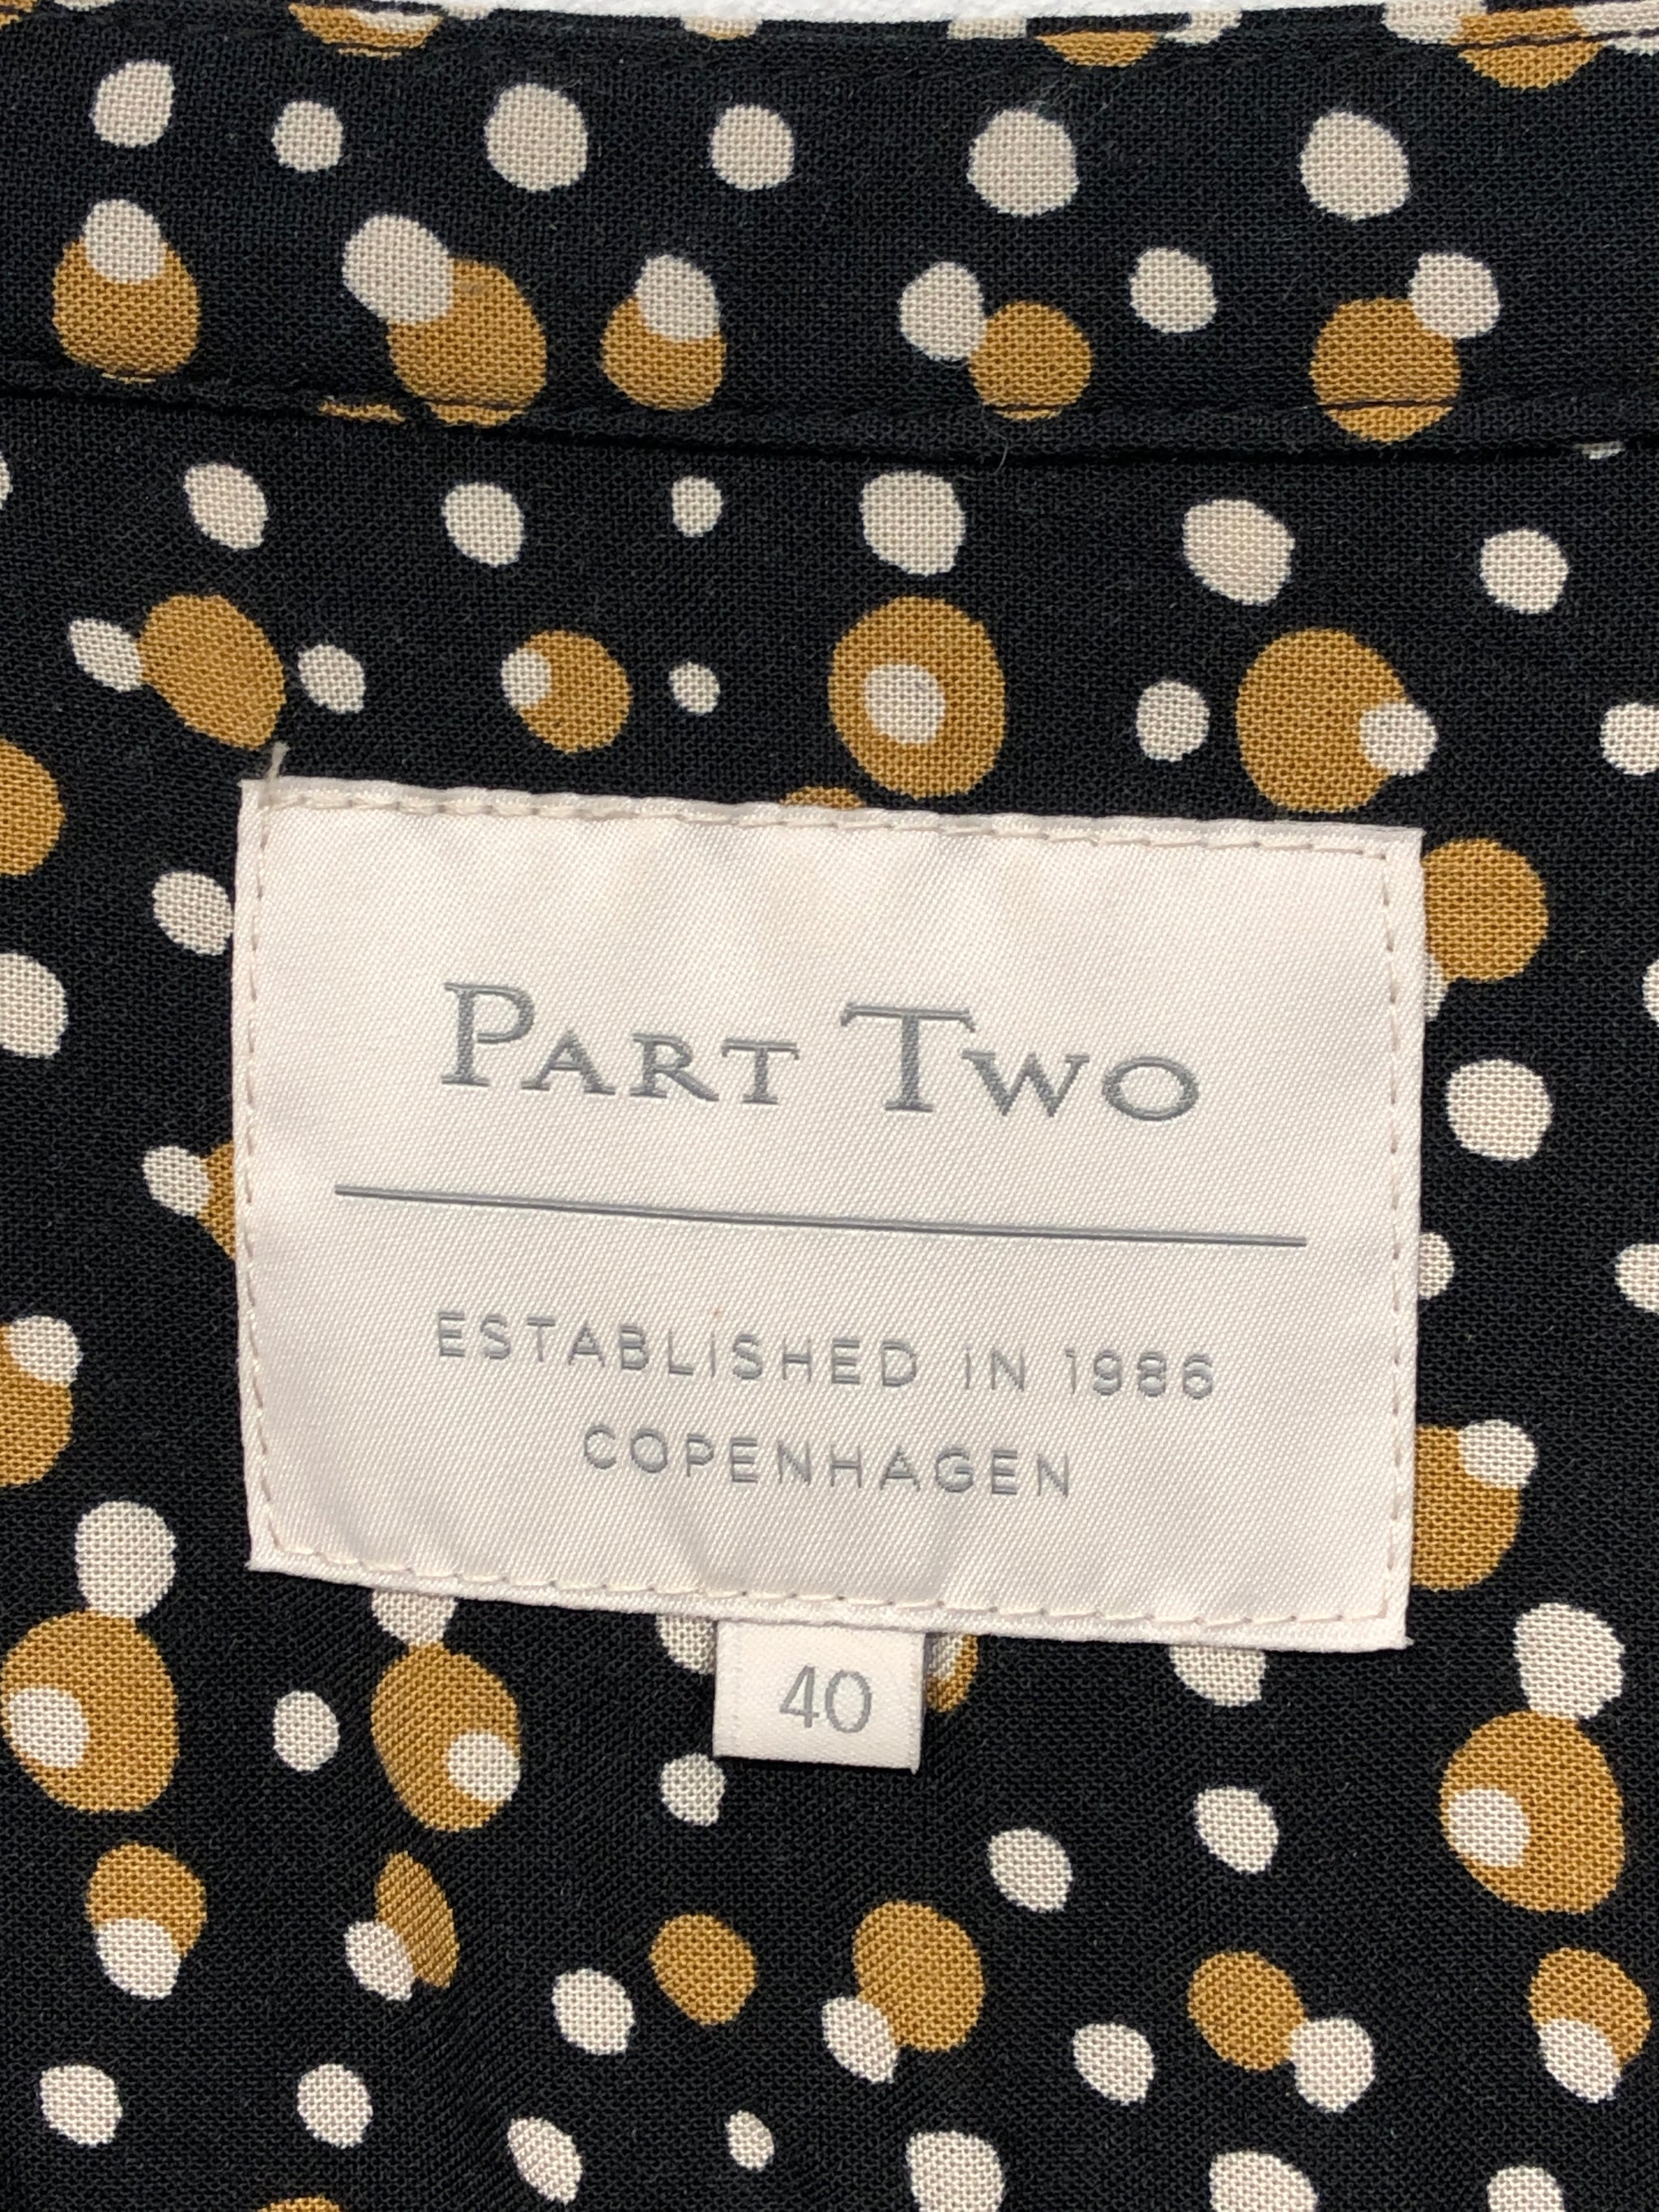 PART TWO
ESTABLiSHED iN 1986
COPENHAGEN
40